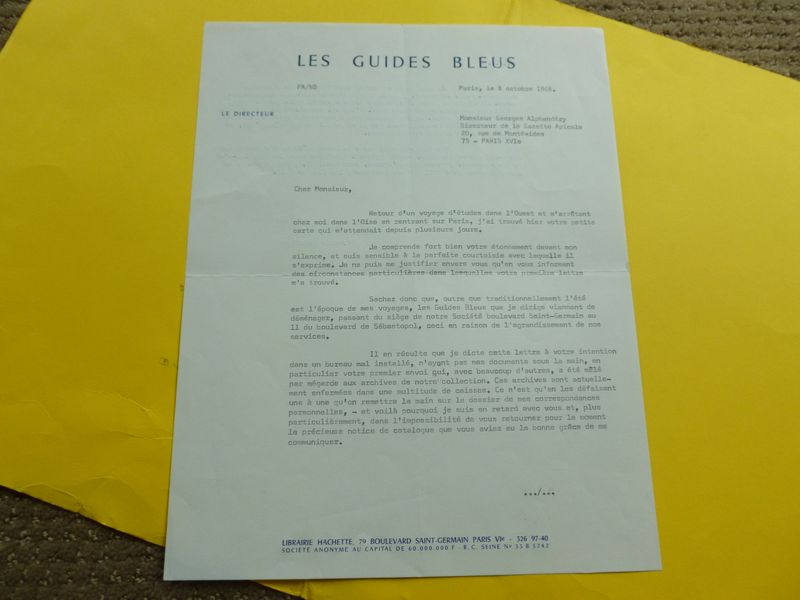 LES GUIDES BLEUS
FA/ND
Paris, le 8 octobre 1968.
LE DIRECTEUR
Monsieur Georges Alphandéry
Directeur de la Gazette Apicole
20, rue de Montévideo
75 - PARIS XVIe
Cher Monsieur,
Retour d'un voyage d'études dans l'Ouest et m'arrêtant
chez moi dans l'Oise en rentrant sur Paris, j'ai trouvé hier votre petite
carte qui m'attendait depuis plusieurs jours.
Je comprends fort bien votre étonnement devant mon
silence, et suis sensible à la parfaite courtoisie avec laquelle il
s'exprime. Je ne puis me justifier envers vous qu'en vous informant
des circonstances particulières dans lesquelles votre première lettre
m'a trouvé.
Sachez donc que, outre que traditionnellement l'été
est l'époque de mes voyages, les Guides Bleus que je dirige viennent de
déménager, passant du siège de notre Société boulevard Saint-Germain au
11 du boulevard de Sébastopol, ceci en raison de l'agrandissement de nos
services.
Il en résulte que je dicte cette lettre à votre intention
dans un bureau mal installé, n'ayant pas mes documents sous la main, en
particulier votre premier envoi qui, avec beaucoup d'autres, a été mêlé
par mégarde aux archives de notre collection. Ces archives sont actuelle-
ment enfermées dans une multitude de caisses. Ce n'est qu'en les défaisant
une à une qu'on remettra la main sur le dossier de mes correspondances
personnelles, - et voilà pourquoi je suis en retard avec vous et, plus
particulièrement, dans l'impossibilité de vous retourner pour le moment
la précieuse notice de catalogue que vous aviez eu la bonne grâce de me
communiquer.
.../...
LIBRAIRIE HACHETTE, 79 BOULEVARD SAINT-GERMAIN PARIS VIe - 326 97-40
SOCIÉTÉ ANONYME AU CAPITAL DE 60.000.000 F - R.C. SEINE No 55 B 5242